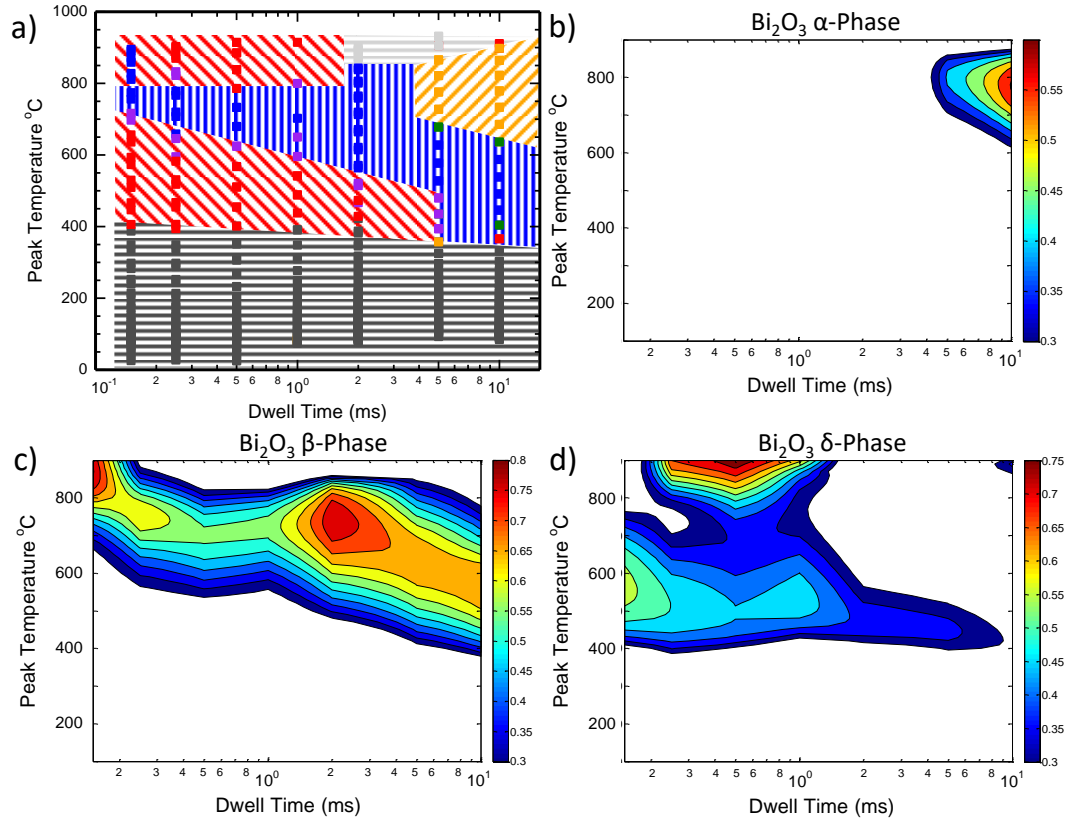 a)
1000
800
600
400
200
0
Peak Temperature °C
10⁻¹ 2 4 6 8 10⁰ 2 4 6 8 10¹
3 5 3 5
Dwell Time (ms)
b)
Bi₂O₃ α-Phase
800
600
400
200
Peak Temperature °C
2 3 4 5 6 8 10⁰ 2 3 4 5 6 8 10¹
Dwell Time (ms)
0.55
0.5
0.45
0.4
0.35
0.3
c)
Bi₂O₃ β-Phase
800
600
400
200
Peak Temperature °C
2 3 4 5 6 8 10⁰ 2 3 4 5 6 8 10¹
Dwell Time (ms)
0.8
0.75
0.7
0.65
0.6
0.55
0.5
0.45
0.4
0.35
0.3
d)
Bi₂O₃ δ-Phase
800
600
400
200
Peak Temperature °C
2 3 4 5 6 8 10⁰ 2 3 4 5 6 8 10¹
Dwell Time (ms)
0.75
0.7
0.65
0.6
0.55
0.5
0.45
0.4
0.35
0.3